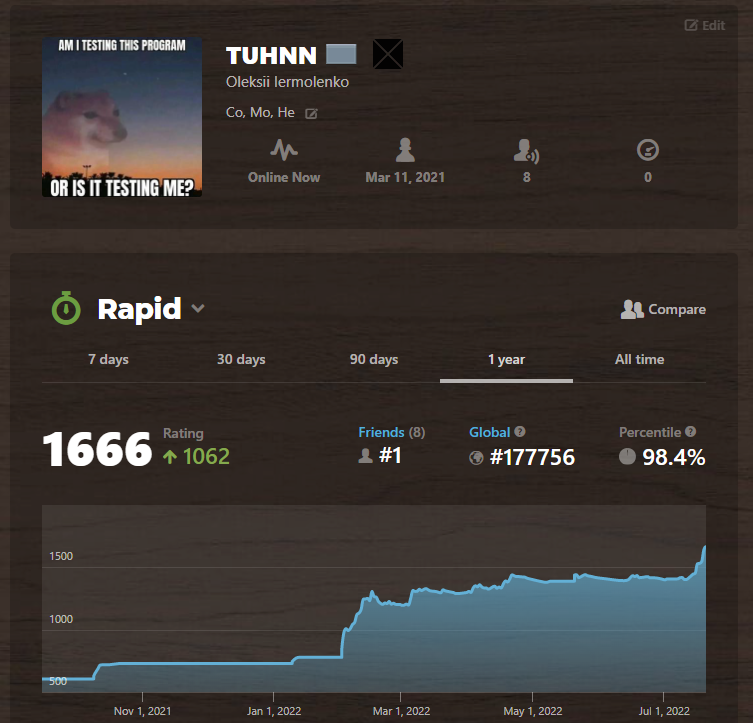 Edit
AM I TESTING THIS PROGRAM
OR IS IT TESTING ME?
TUHNN
Oleksii Iermolenko
Co, Mo, He
Online Now
Mar 11, 2021
8
0
Rapid
Compare
7 days
30 days
90 days
1 year
All time
1666
Rating
1062
Friends (8)
#1
Global
#177756
Percentile
98.4%
1500
1000
500
Nov 1, 2021
Jan 1, 2022
Mar 1, 2022
May 1, 2022
Jul 1, 2022